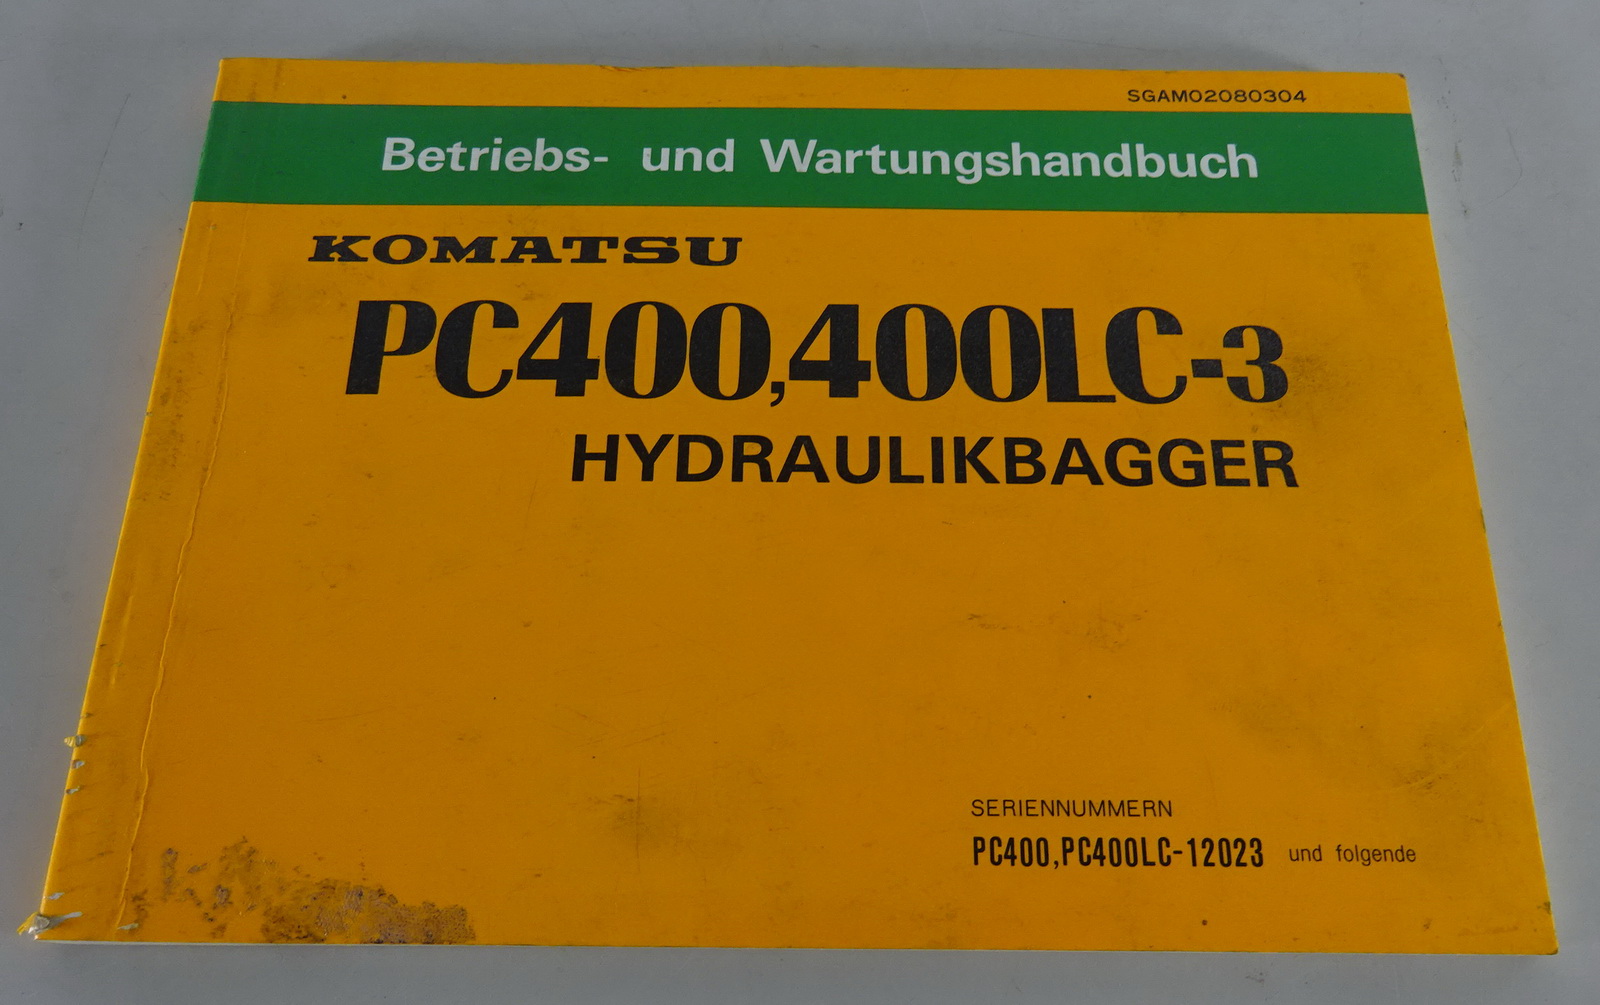 SGAM02080304
Betriebs- und Wartungshandbuch
KOMATSU
PC400,400LC-3
HYDRAULIKBAGGER
SERIENNUMMERN
PC400,PC400LC-12023 und folgende